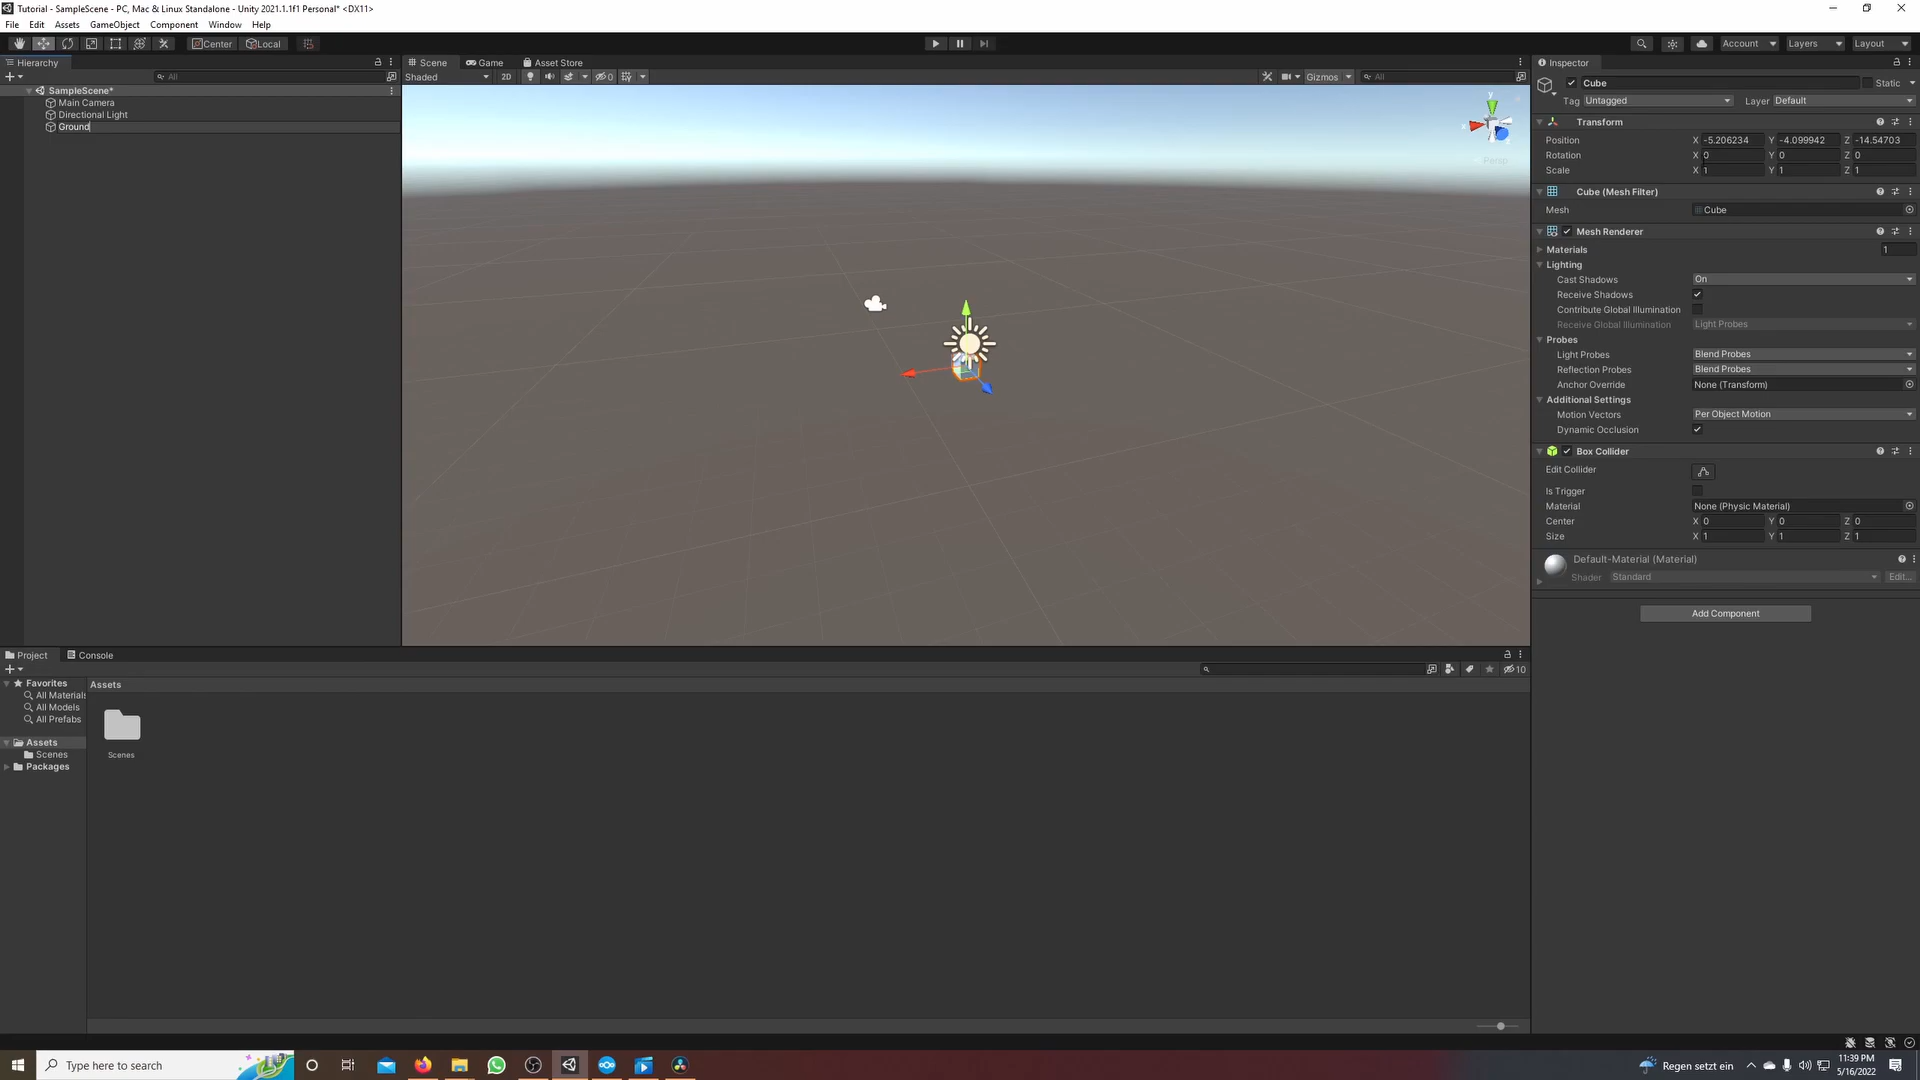 Tutorial - SampleScene - PC, Mac & Linux Standalone - Unity 2021.1.1f1 Personal* <DX11>
File Edit Assets GameObject Component Window Help
Center Local Account Layers Layout
Hierarchy
All
SampleScene*
Main Camera
Directional Light
Ground
Scene Game Asset Store
Shaded 2D 0 Gizmos All
y
x
z
Persp
Inspector
Cube Static
Tag Untagged Layer Default
Transform
Position X -5.206234 Y -4.099942 Z -14.54703
Rotation X 0 Y 0 Z 0
Scale X 1 Y 1 Z 1
Cube (Mesh Filter)
Mesh Cube
Mesh Renderer
Materials 1
Lighting
Cast Shadows On
Receive Shadows
Contribute Global Illumination
Receive Global Illumination Light Probes
Probes
Light Probes Blend Probes
Reflection Probes Blend Probes
Anchor Override None (Transform)
Additional Settings
Motion Vectors Per Object Motion
Dynamic Occlusion
Box Collider
Edit Collider
Is Trigger
Material None (Physic Material)
Center X 0 Y 0 Z 0
Size X 1 Y 1 Z 1
Default-Material (Material)
Shader Standard Edit...
Add Component
Project Console
10
Favorites
All Materials
All Models
All Prefabs
Assets
Scenes
Packages
Assets
Scenes
Type here to search
Regen setzt ein
11:39 PM
5/16/2022